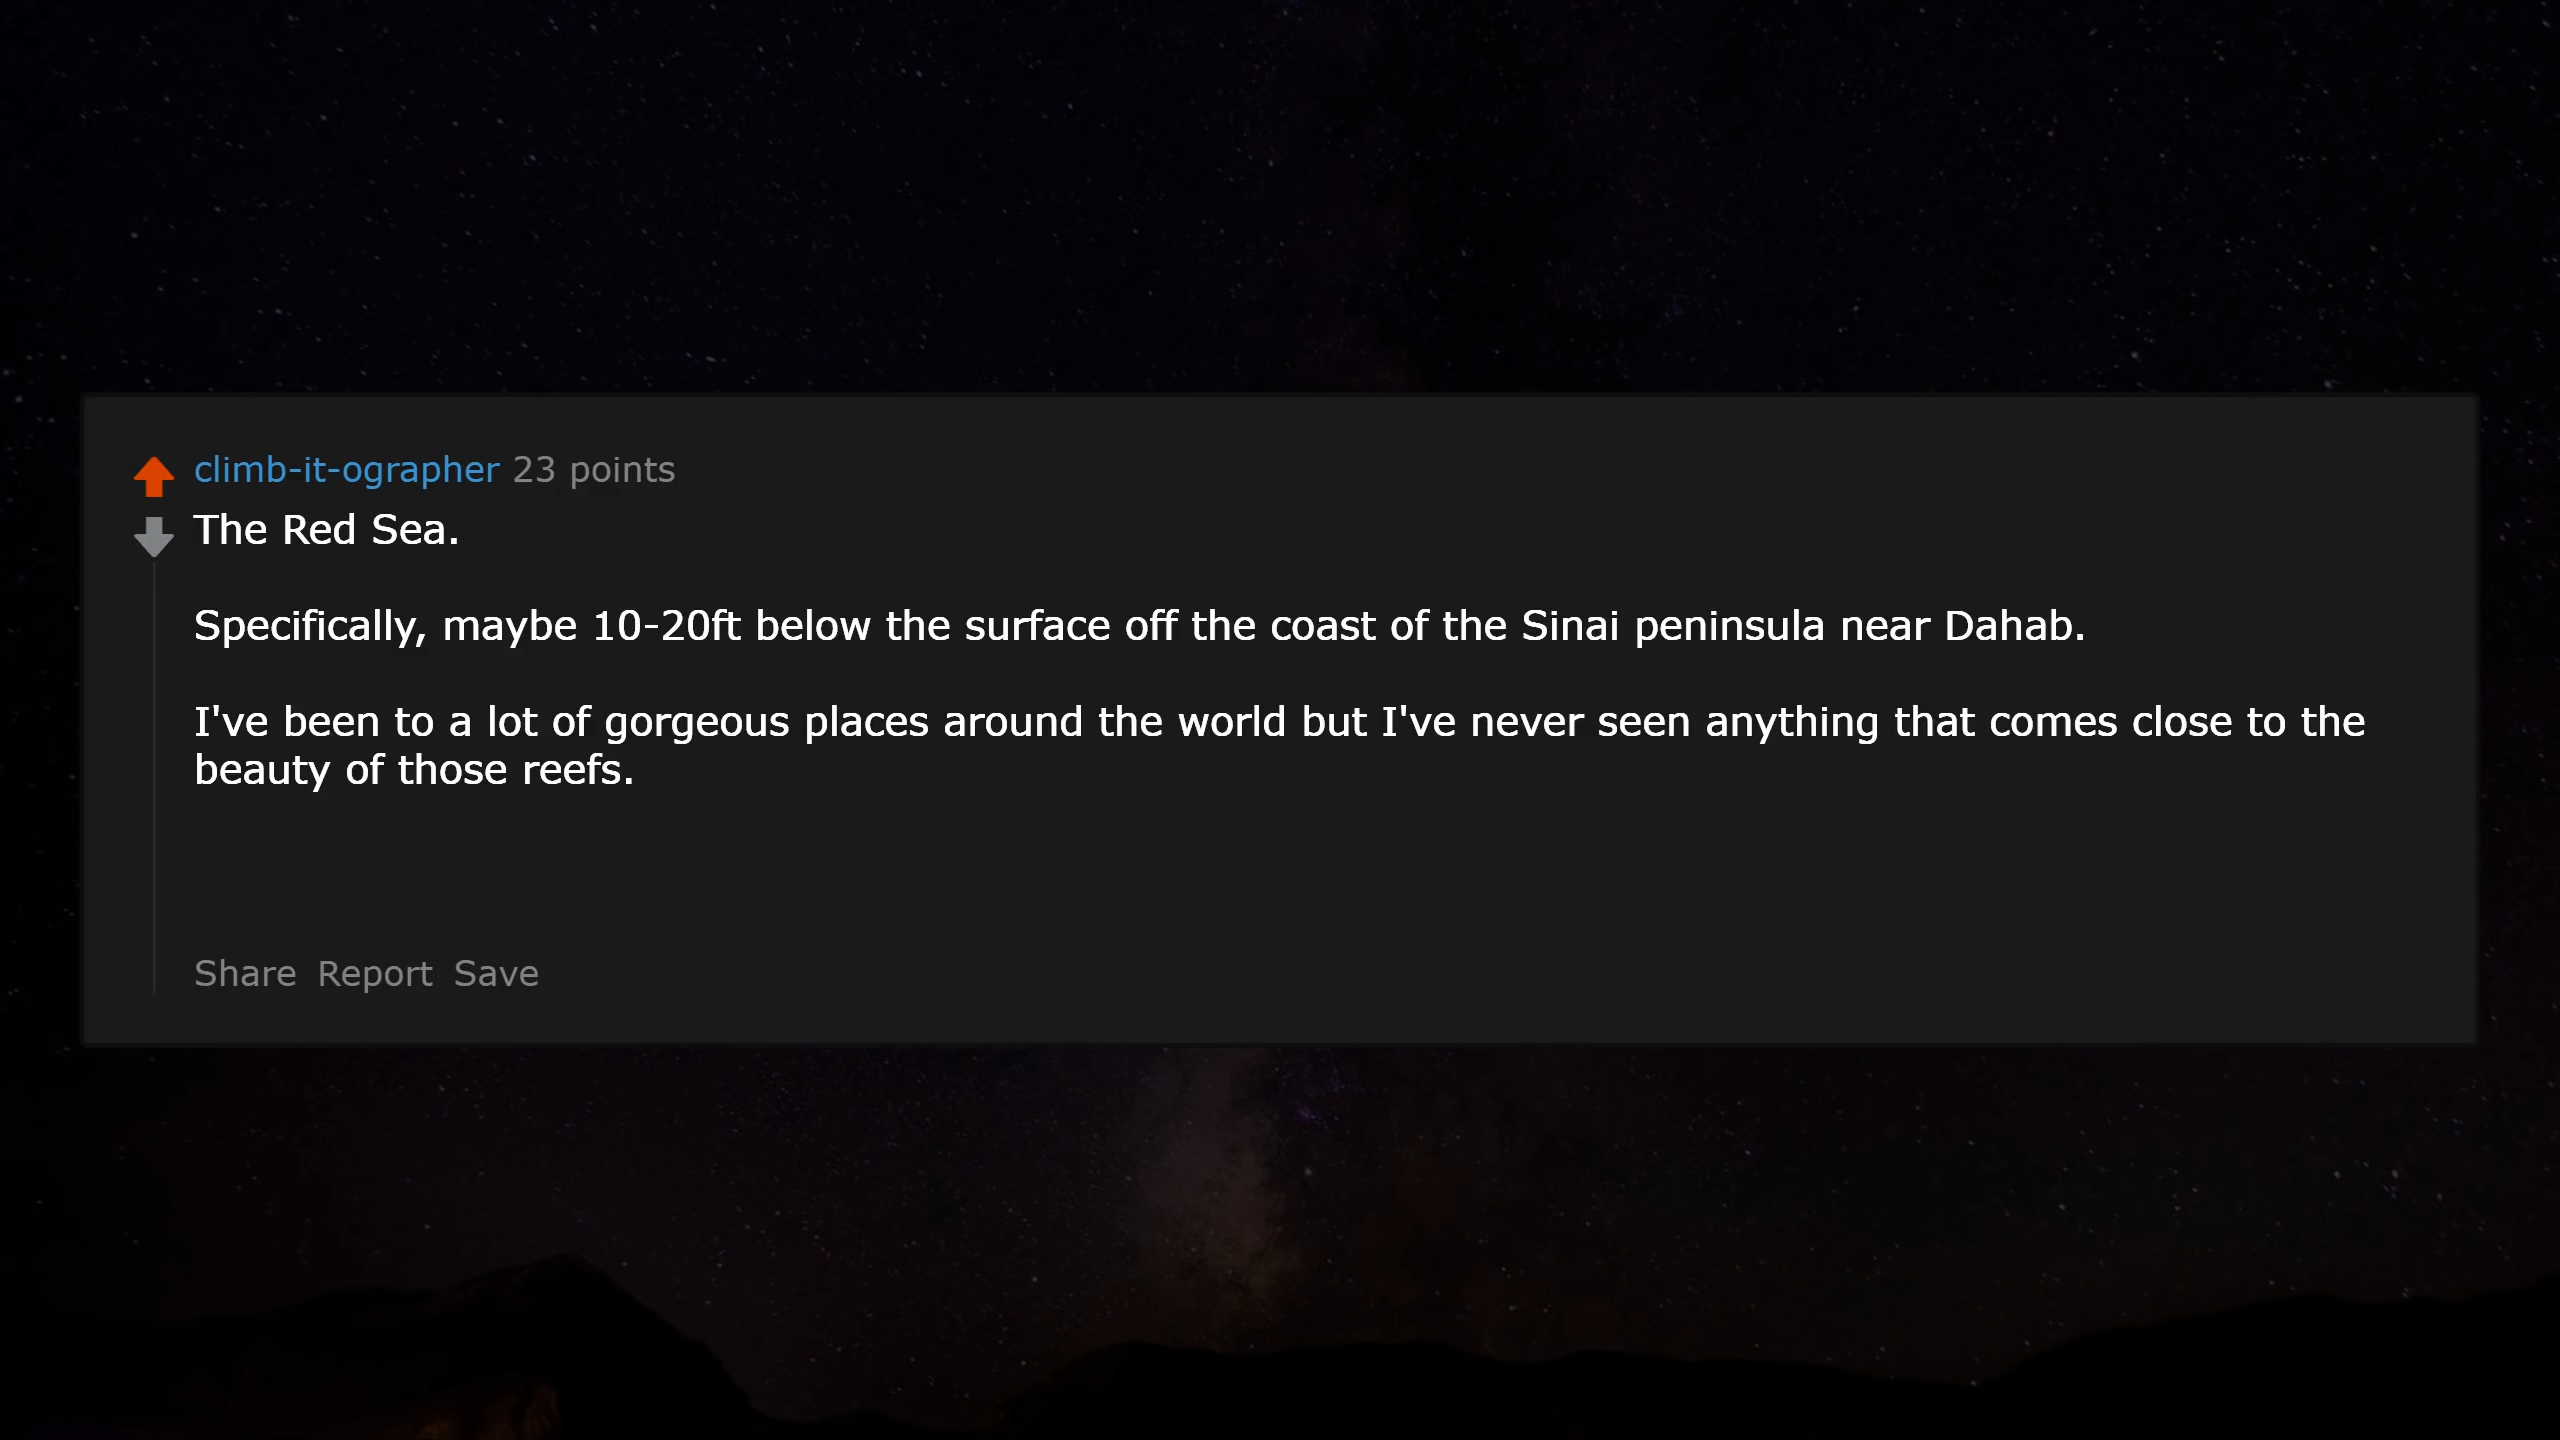 climb-it-ographer 23 points
The Red Sea.
Specifically, maybe 10-20ft below the surface off the coast of the Sinai peninsula near Dahab.
I've been to a lot of gorgeous places around the world but I've never seen anything that comes close to the
beauty of those reefs.
Share Report Save